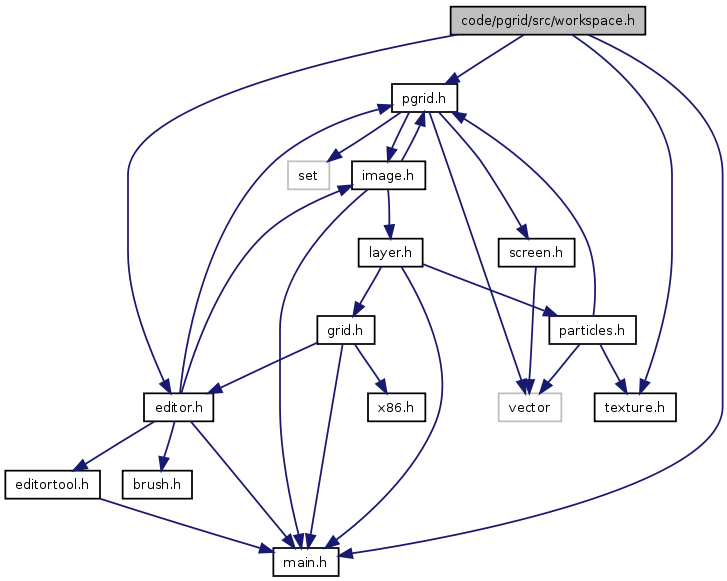 code/pgrid/src/workspace.h
pgrid.h
set
image.h
layer.h
screen.h
grid.h
particles.h
editor.h
x86.h
vector
texture.h
editortool.h
brush.h
main.h